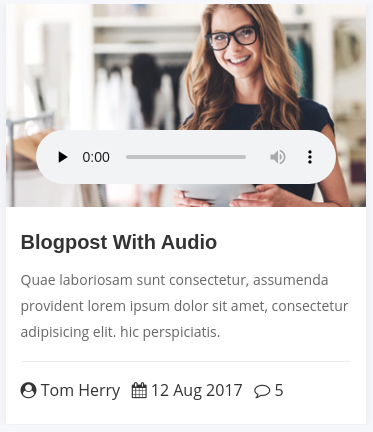 0:00
Blogpost With Audio
Quae laboriosam sunt consectetur, assumenda
provident lorem ipsum dolor sit amet, consectetur
adipisicing elit. hic perspiciatis.
Tom Herry 12 Aug 2017 5